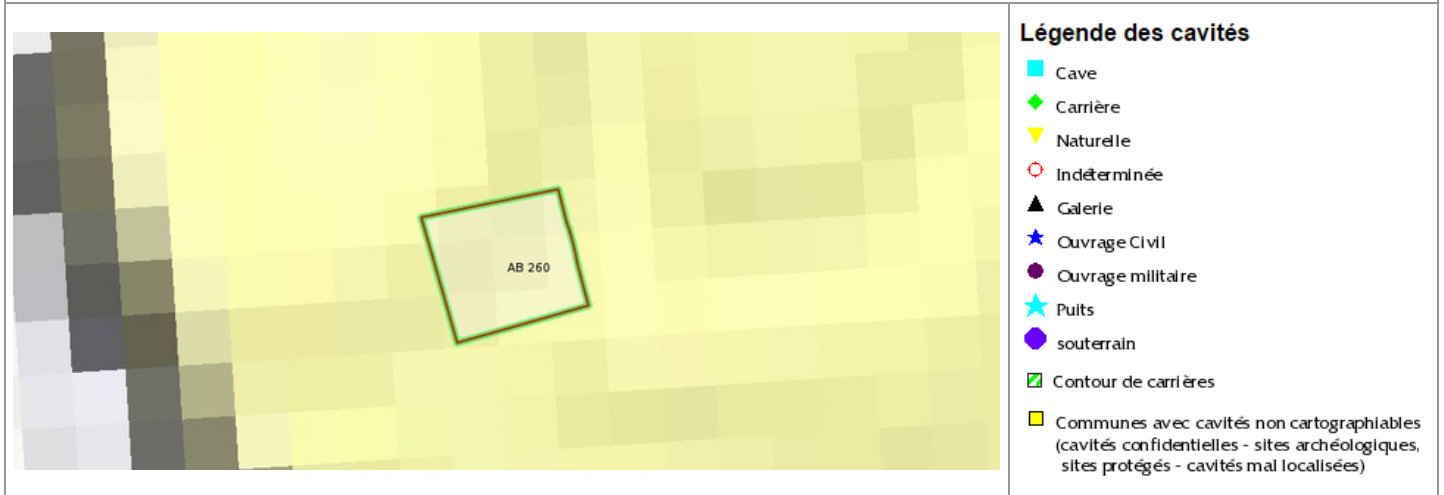 AB 260
Légende des cavités
Cave
Carrière
Naturelle
Indéterminée
Galerie
Ouvrage Civil
Ouvrage militaire
Puits
souterrain
Contour de carrières
Communes avec cavités non cartographiables
(cavités confidentielles - sites archéologiques,
sites protégés - cavités mal localisées)